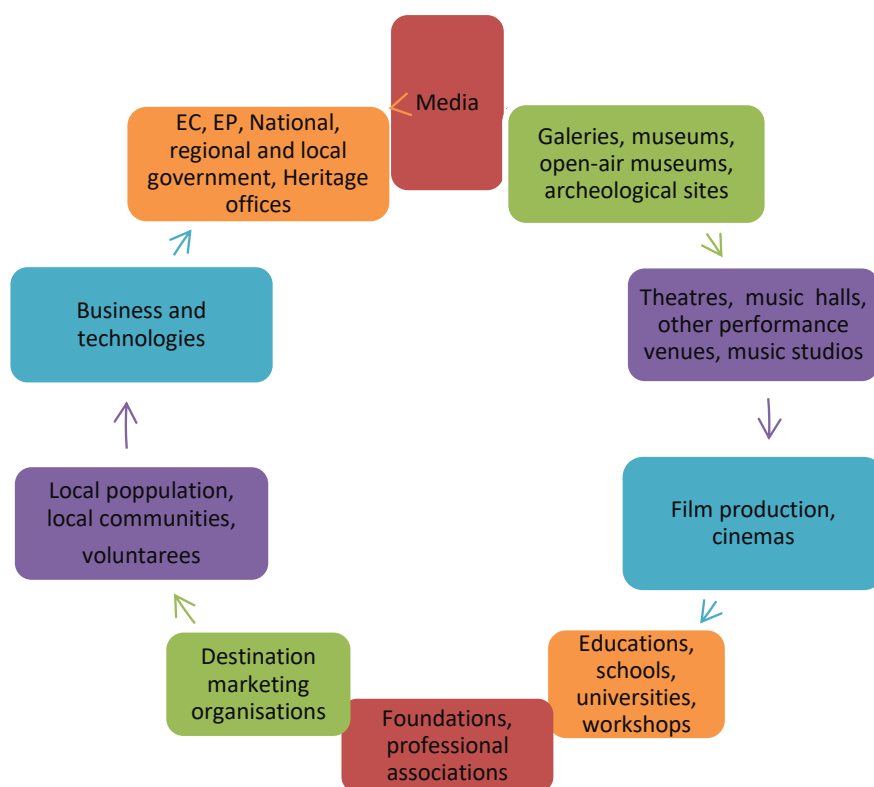 Media
Galeries, museums,
open-air museums,
archeological sites
Theatres, music halls,
other performance
venues, music studios
Film production,
cinemas
Educations,
schools,
universities,
workshops
Foundations,
professional
associations
Destination
marketing
organisations
Local poppulation,
local communities,
voluntarees
Business and
technologies
EC, EP, National,
regional and local
government, Heritage
offices